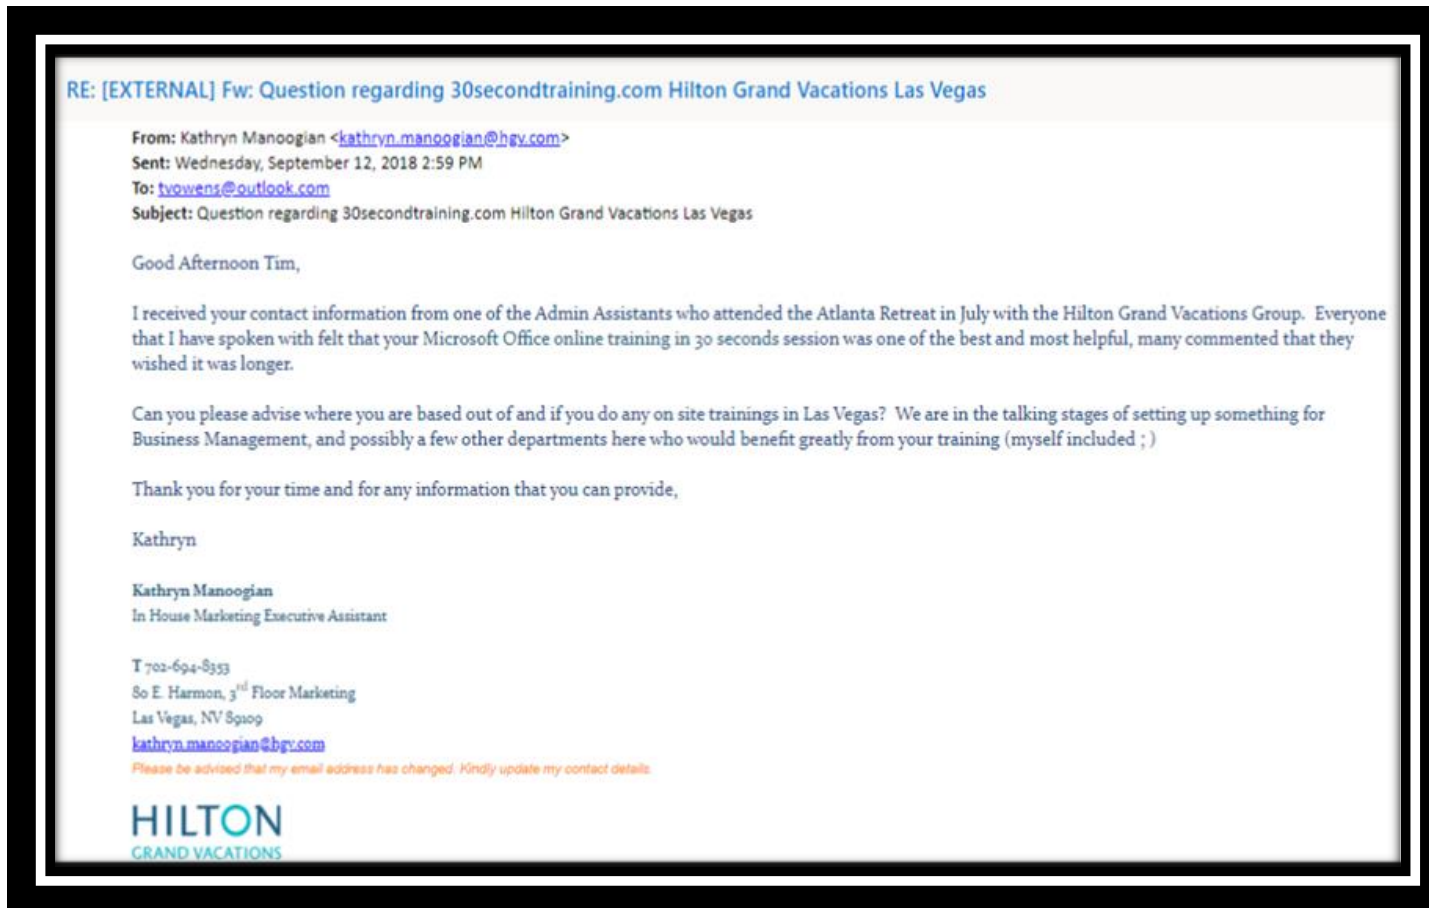 RE: [EXTERNAL] Fw: Question regarding 30secondtraining.com Hilton Grand Vacations Las Vegas
From: Kathryn Manoogian <kathryn.manoogian@hgv.com>
Sent: Wednesday, September 12, 2018 2:59 PM
To: tvowens@outlook.com
Subject: Question regarding 30secondtraining.com Hilton Grand Vacations Las Vegas
Good Afternoon Tim,
I received your contact information from one of the Admin Assistants who attended the Atlanta Retreat in July with the Hilton Grand Vacations Group.  Everyone
that I have spoken with felt that your Microsoft Office online training in 30 seconds session was one of the best and most helpful, many commented that they
wished it was longer.
Can you please advise where you are based out of and if you do any on site trainings in Las Vegas?  We are in the talking stages of setting up something for
Business Management, and possibly a few other departments here who would benefit greatly from your training (myself included ; )
Thank you for your time and for any information that you can provide,
Kathryn
Kathryn Manoogian
In House Marketing Executive Assistant
T 702-694-8353
80 E. Harmon, 3rd Floor Marketing
Las Vegas, NV 89109
kathryn.manoogian@hgv.com
Please be advised that my email address has changed. Kindly update my contact details.
HILTON
GRAND VACATIONS